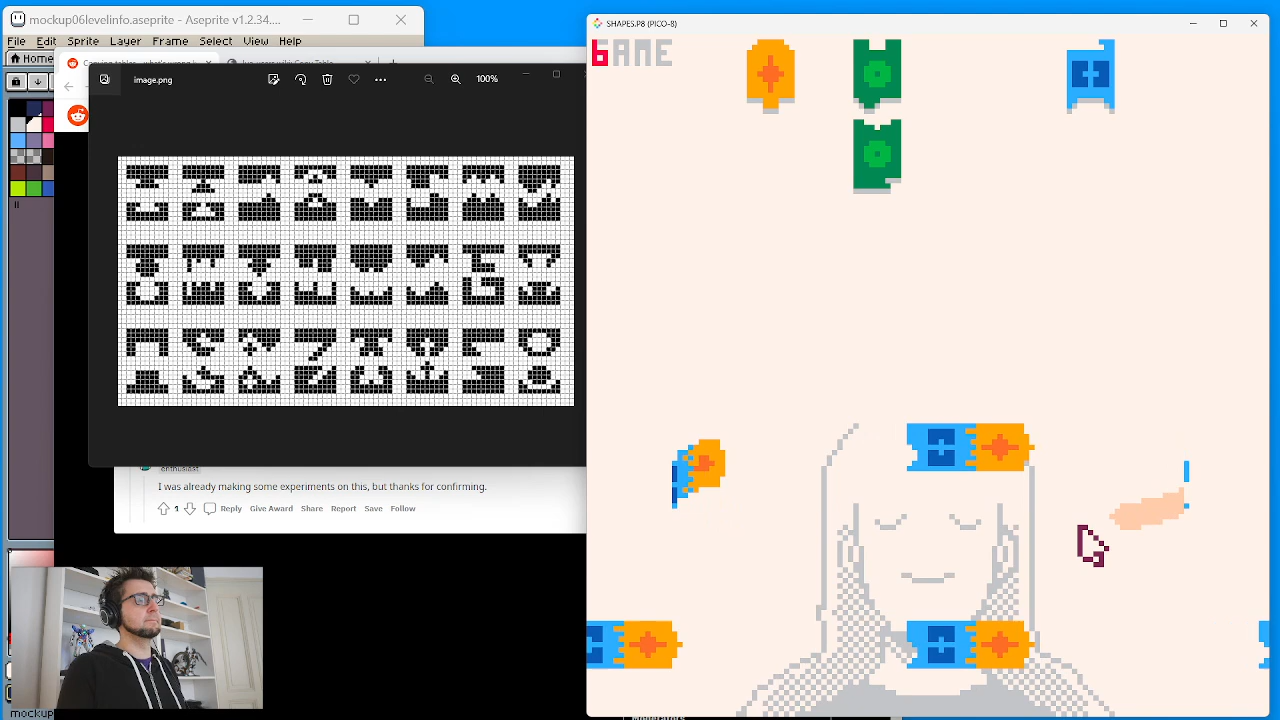 mockup06levelinfo.aseprite - Aseprite v1.2.34....
File Edit Sprite Layer Frame Select View Help
Home
image.png
100%
enthusiast
I was already making some experiments on this, but thanks for confirming.
1 Reply Give Award Share Report Save Follow
mockup
SHAPES.P8 (PICO-8)
GAME